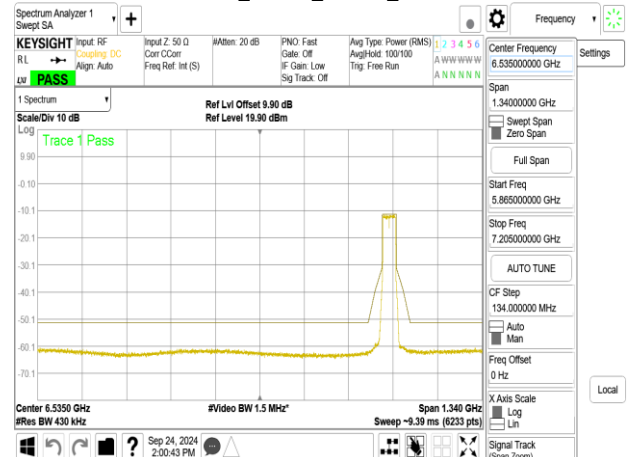 Spectrum Analyzer 1
Swept SA
+
Frequency
KEYSIGHT
Input: RF
Coupling: DC
Align: Auto
Input Z: 50 Ω
Corr CCorr
Freq Ref: Int (S)
#Atten: 20 dB
PNO: Fast
Gate: Off
IF Gain: Low
Sig Track: Off
Avg Type: Power (RMS)
Avg|Hold: 100/100
Trig: Free Run
1 2 3 4 5 6
A W W W W W
A N N N N N
RL
LXI
PASS
1 Spectrum
Scale/Div 10 dB
Ref Lvl Offset 9.90 dB
Ref Level 19.90 dBm
Log
Trace 1 Pass
9.90
-0.10
-10.1
-20.1
-30.1
-40.1
-50.1
-60.1
-70.1
Center 6.5350 GHz
#Res BW 430 kHz
#Video BW 1.5 MHz*
Span 1.340 GHz
Sweep ~9.39 ms (6233 pts)
Sep 24, 2024
2:00:43 PM
?
Center Frequency
6.535000000 GHz
Settings
Span
1.34000000 GHz
Swept Span
Zero Span
Full Span
Start Freq
5.865000000 GHz
Stop Freq
7.205000000 GHz
AUTO TUNE
CF Step
134.000000 MHz
Auto
Man
Freq Offset
0 Hz
X Axis Scale
Log
Lin
Local
Signal Track
(Span Zoom)